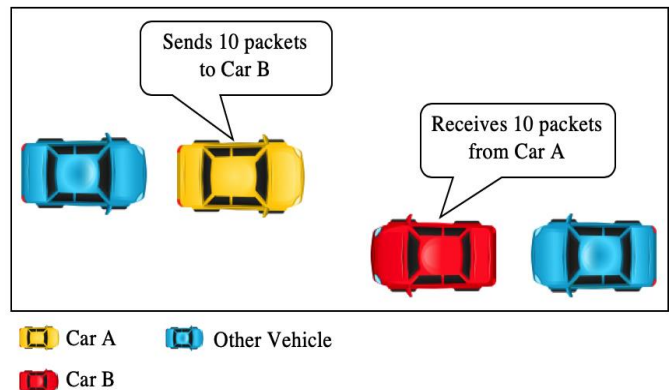 Sends 10 packets
to Car B
Receives 10 packets
from Car A
Car A
Other Vehicle
Car B